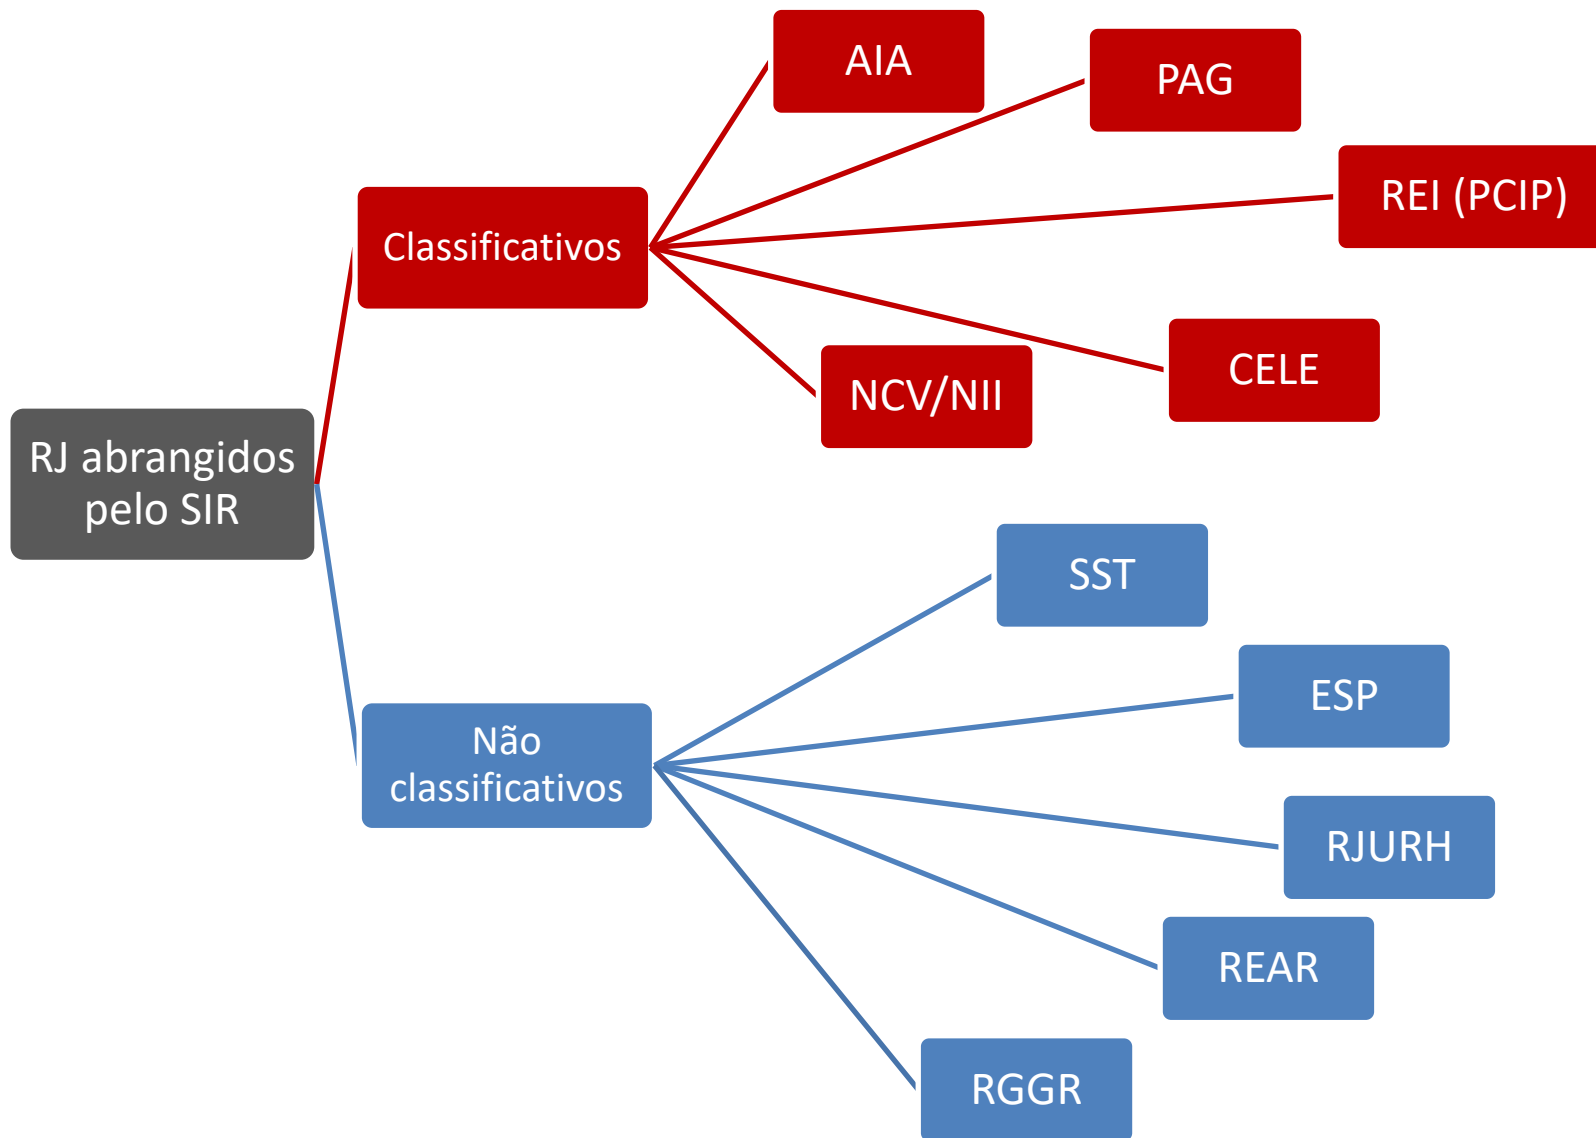 RJ abrangidos
pelo SIR
Classificativos
AIA
PAG
REI (PCIP)
CELE
NCV/NII
Não
classificativos
SST
ESP
RJURH
REAR
RGGR